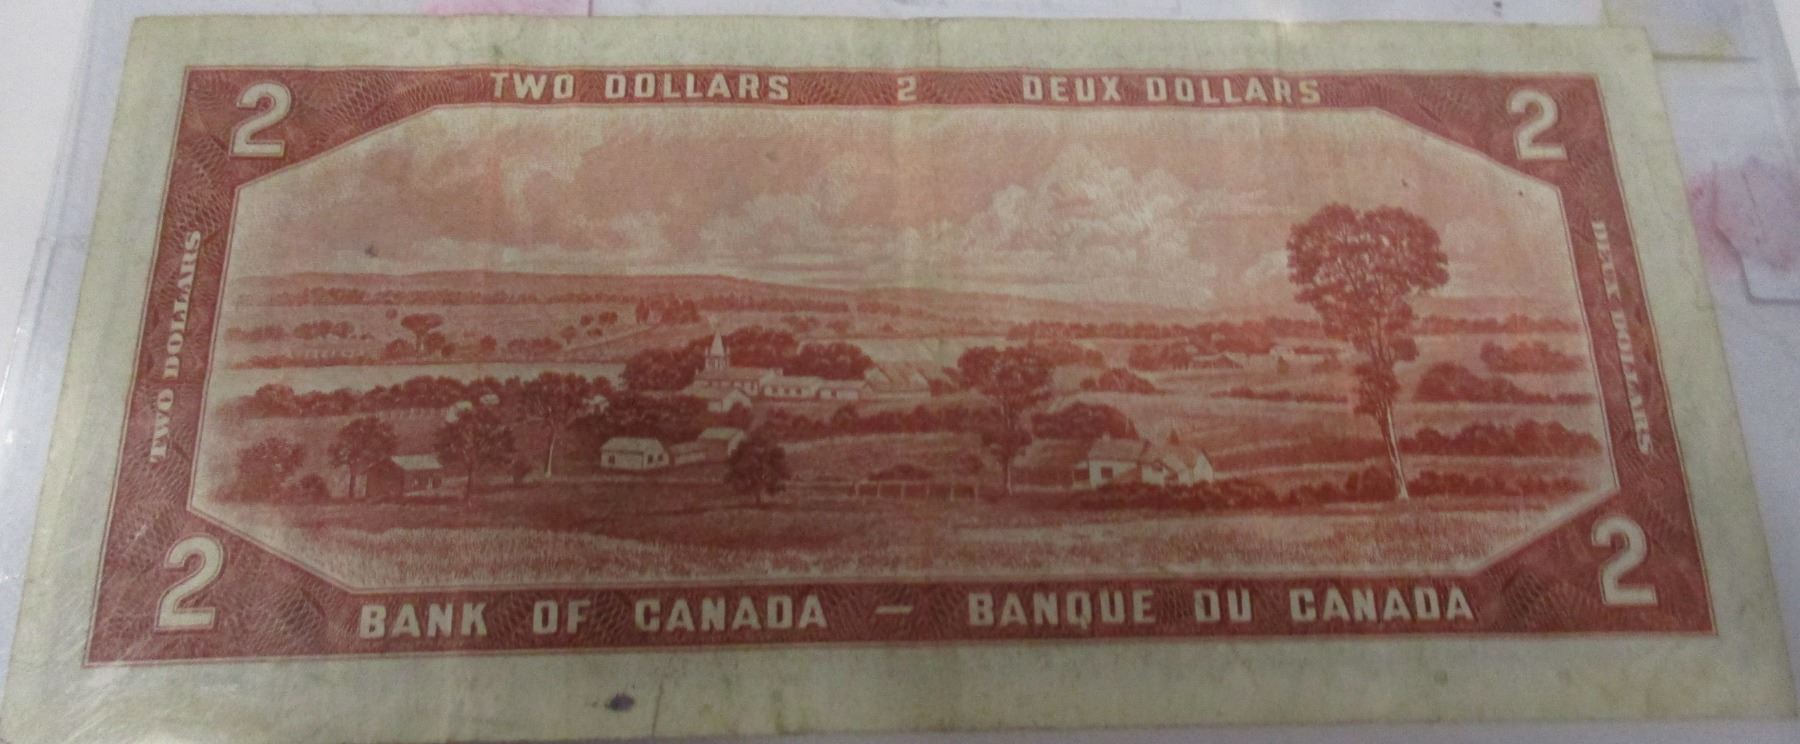 2 TWO DOLLARS 2 DEUX DOLLARS 2
TWO DOLLARS
DEUX DOLLARS
2 BANK OF CANADA — BANQUE DU CANADA 2